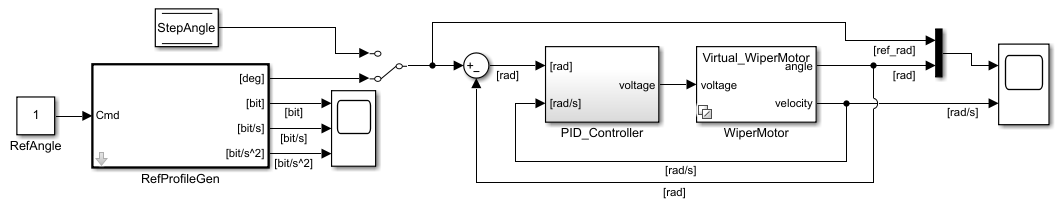 StepAngle
1
RefAngle
Cmd
[deg]
[bit]
[bit/s]
[bit/s^2]
RefProfileGen
[bit]
[bit/s]
[bit/s^2]
+
−
[rad]
[rad]
[rad/s]
voltage
PID_Controller
Virtual_WiperMotor
voltage
angle
velocity
WiperMotor
[ref_rad]
[rad]
[rad/s]
[rad/s]
[rad]